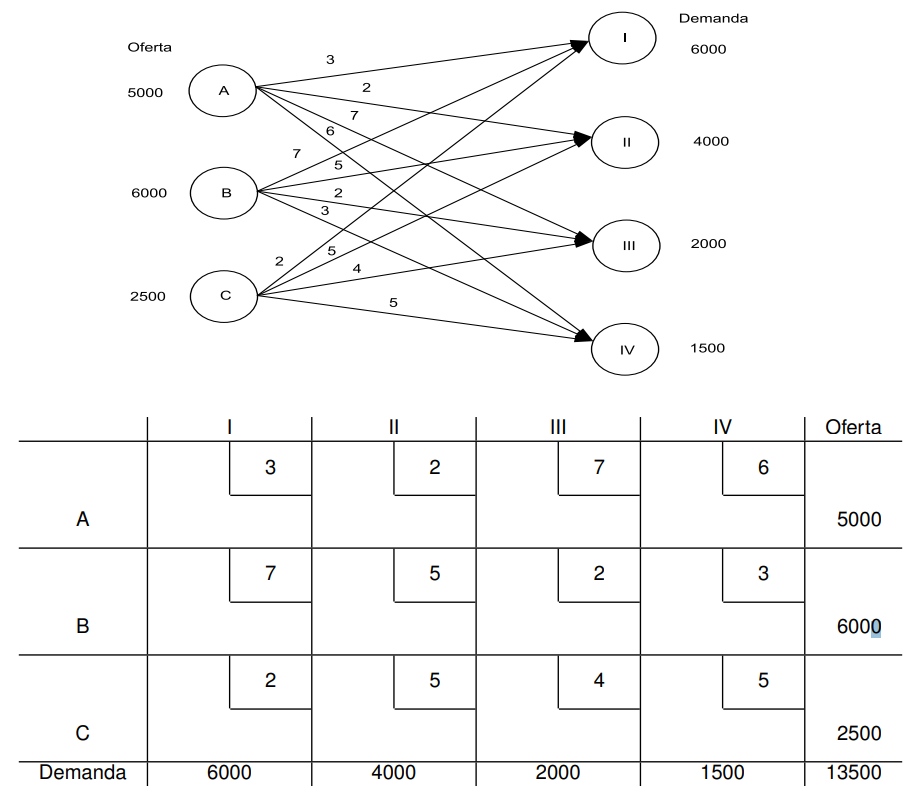 Demanda
Oferta
I
6000
3
5000
A
2
7
6
II
4000
7
5
6000
B
2
3
III
2000
5
2
4
2500
C
5
IV
1500
I II III IV Oferta
3 2 7 6
A 5000
7 5 2 3
B 6000
2 5 4 5
C 2500
Demanda 6000 4000 2000 1500 13500